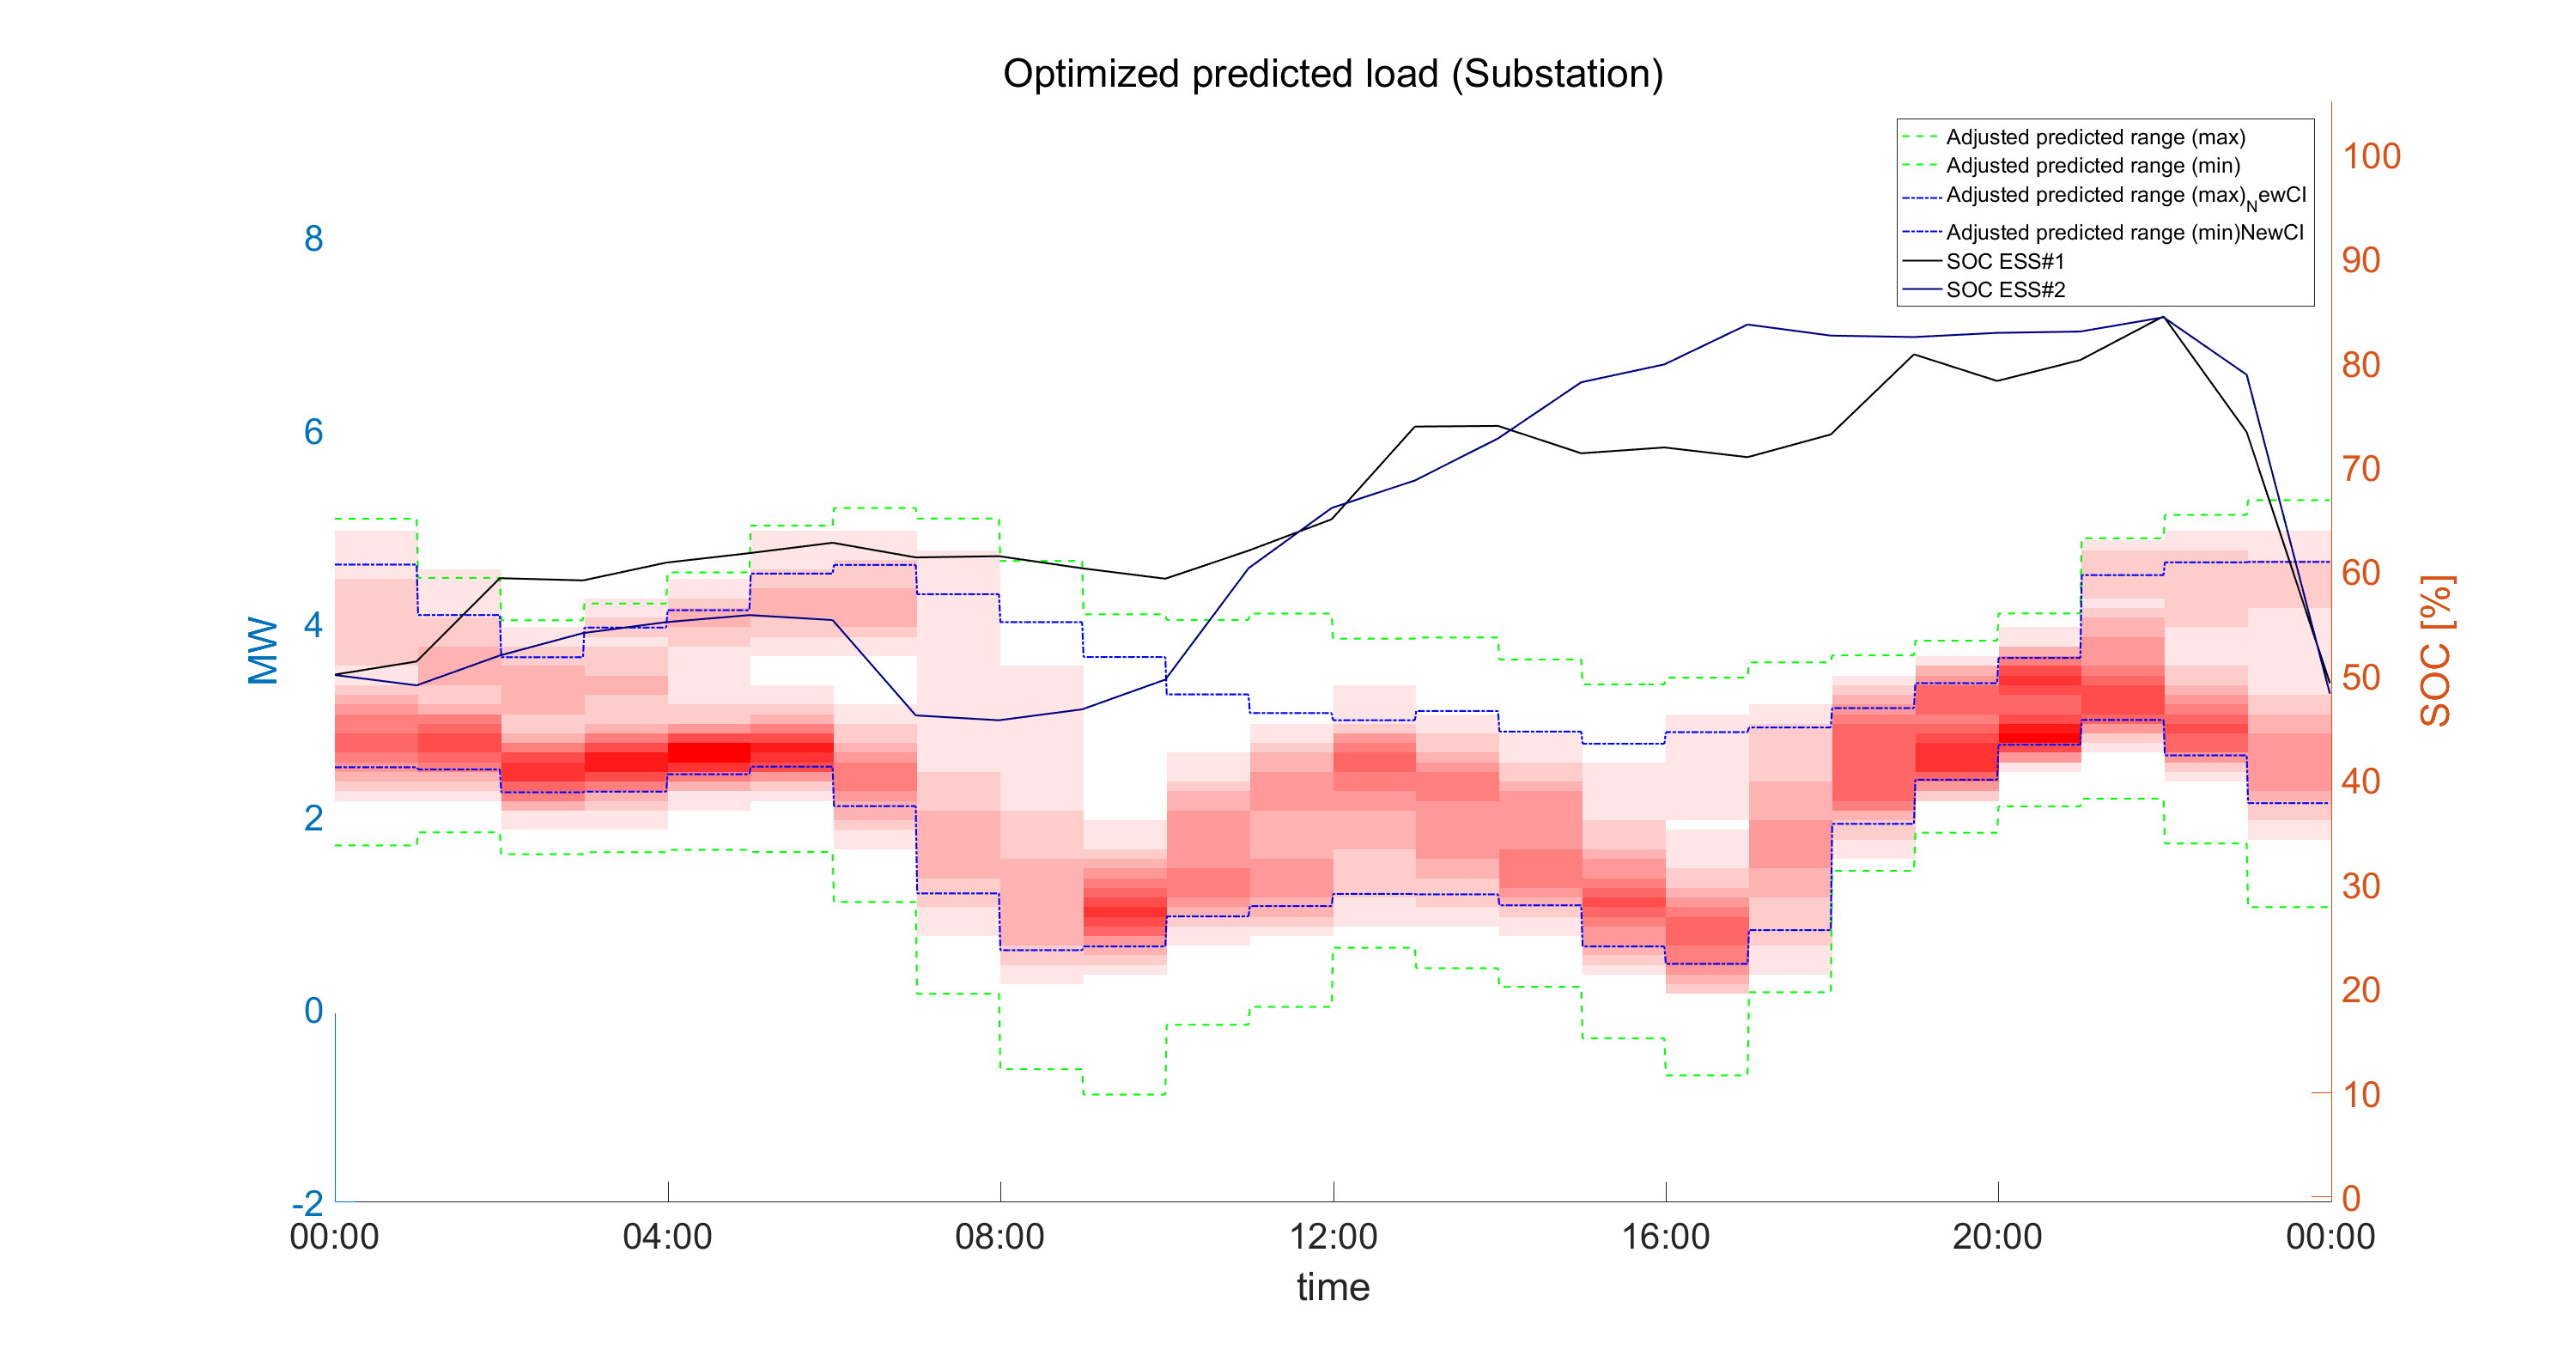 Optimized predicted load (Substation)
Adjusted predicted range (max)
Adjusted predicted range (min)
Adjusted predicted range (max)NewCI
Adjusted predicted range (min)NewCI
SOC ESS#1
SOC ESS#2
8
6
4
2
0
-2
MW
100
90
80
70
60
50
40
30
20
10
0
SOC [%]
00:00 04:00 08:00 12:00 16:00 20:00 00:00
time